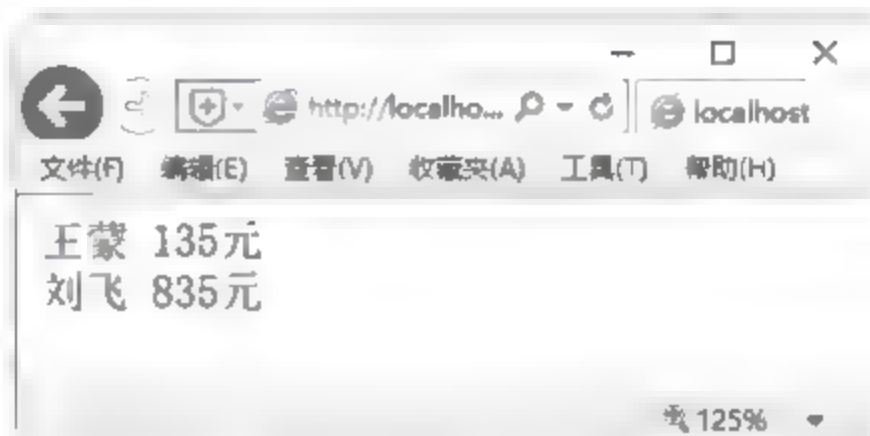 http://localho...
localhost
文件(F) 编辑(E) 查看(V) 收藏夹(A) 工具(T) 帮助(H)
王蒙 135元
刘飞 835元
125%